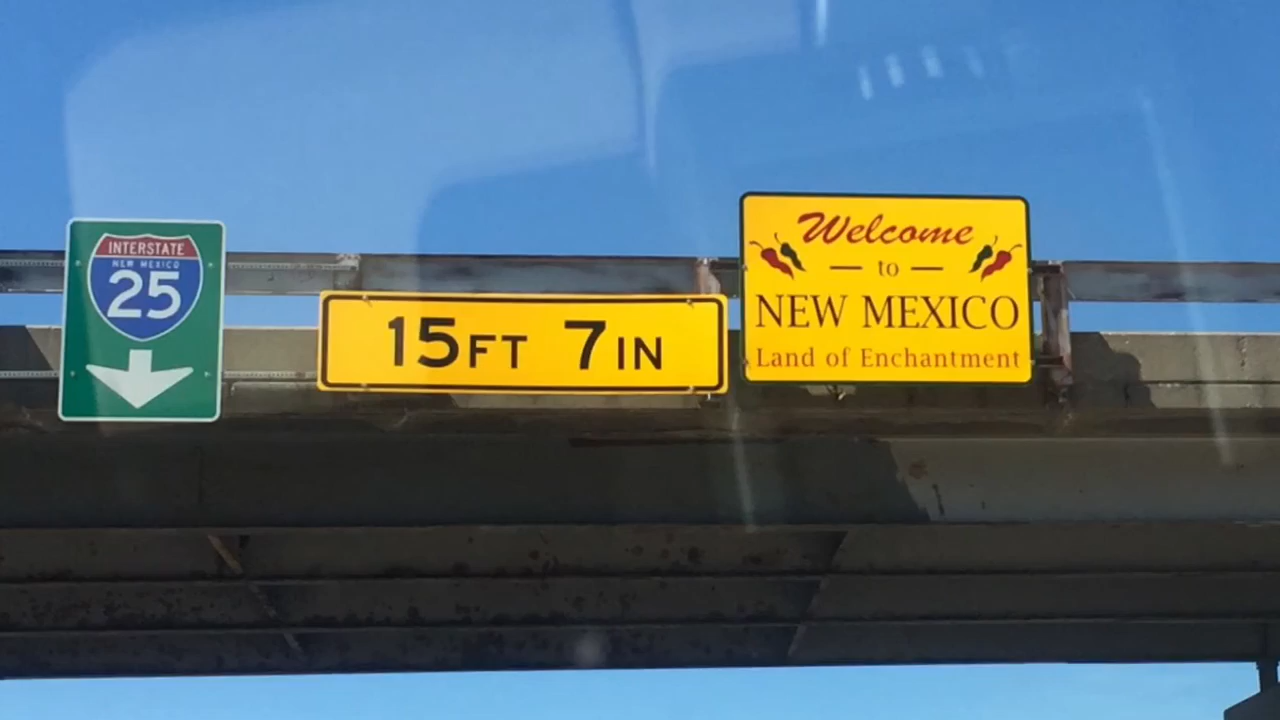 INTERSTATE
NEW MEXICO
25
15FT 7IN
Welcome
to
NEW MEXICO
Land of Enchantment